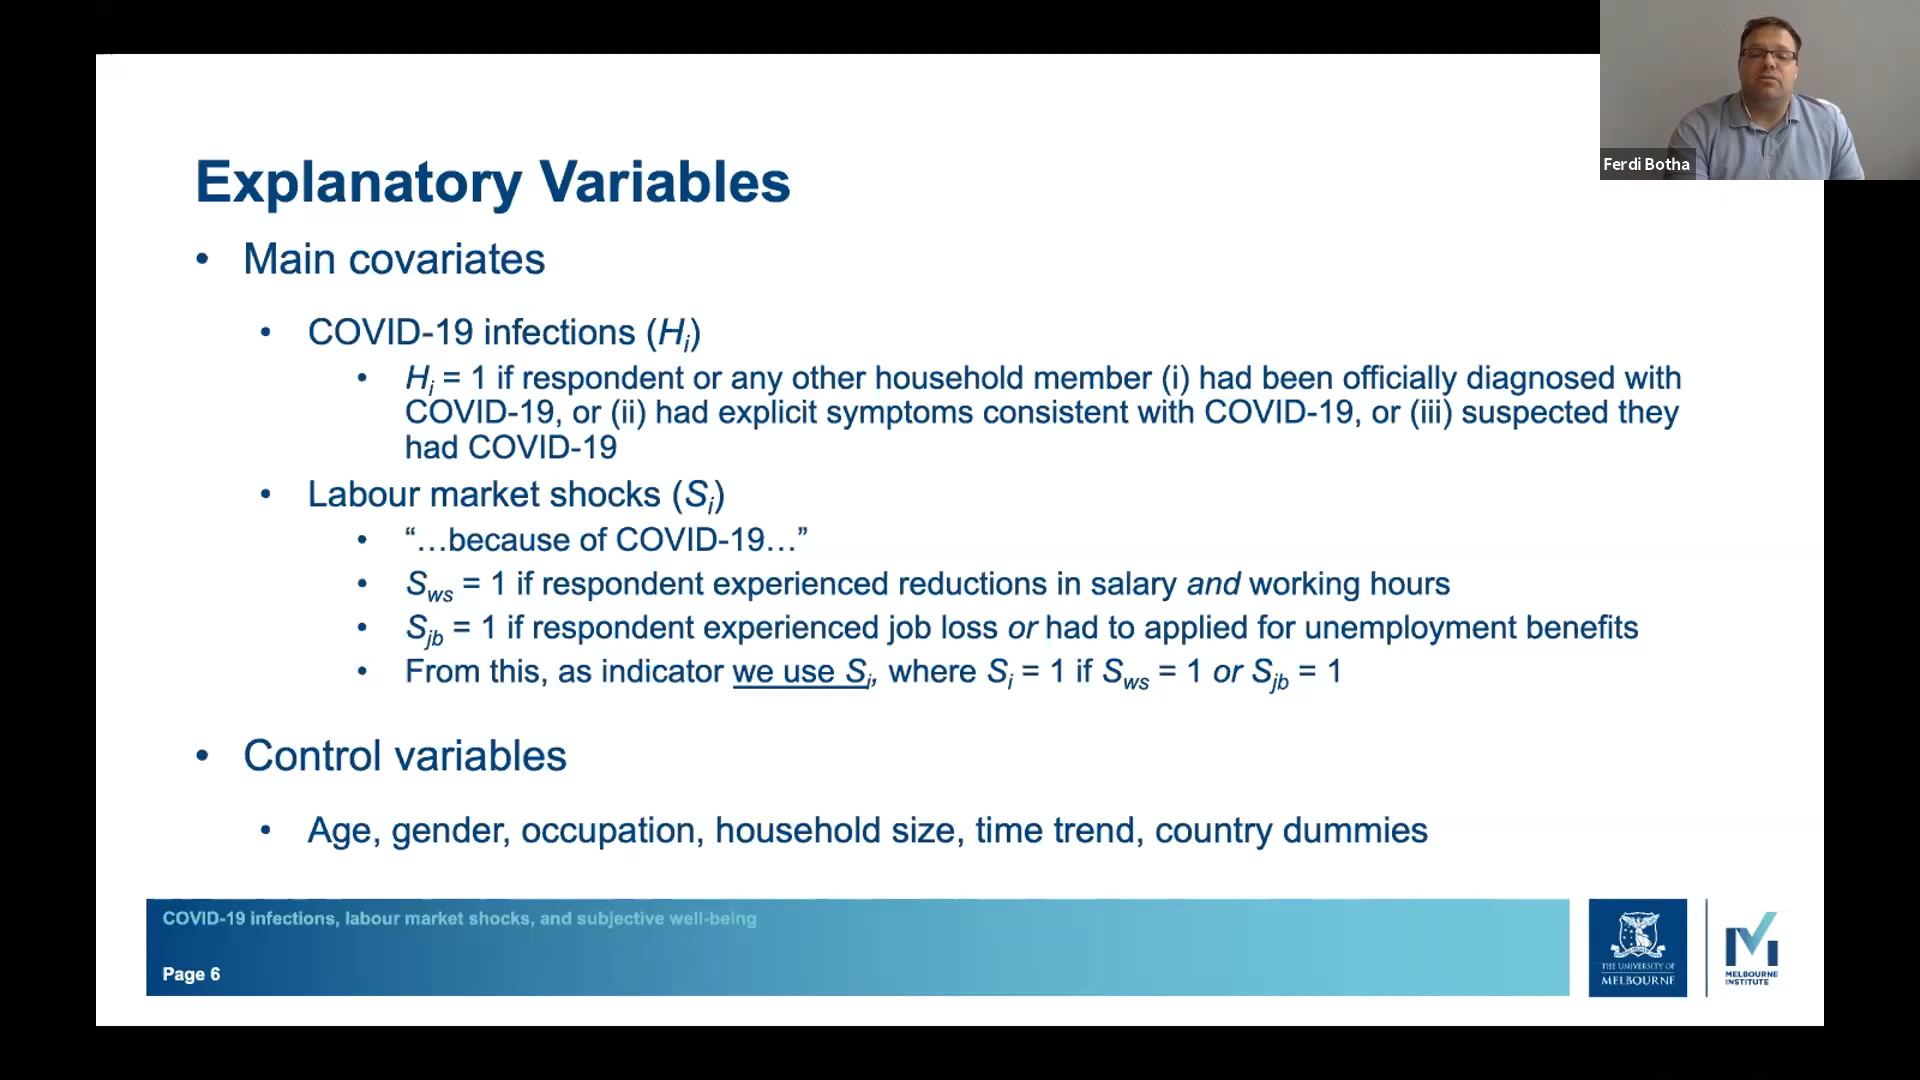 Ferdi Botha
Explanatory Variables
• Main covariates
• COVID-19 infections (Hi)
• Hi = 1 if respondent or any other household member (i) had been officially diagnosed with
COVID-19, or (ii) had explicit symptoms consistent with COVID-19, or (iii) suspected they
had COVID-19
• Labour market shocks (Si)
• “…because of COVID-19…”
• Sws = 1 if respondent experienced reductions in salary and working hours
• Sjb = 1 if respondent experienced job loss or had to applied for unemployment benefits
• From this, as indicator we use Si, where Si = 1 if Sws = 1 or Sjb = 1
• Control variables
• Age, gender, occupation, household size, time trend, country dummies
COVID-19 infections, labour market shocks, and subjective well-being
Page 6
THE UNIVERSITY OF
MELBOURNE
MELBOURNE
INSTITUTE